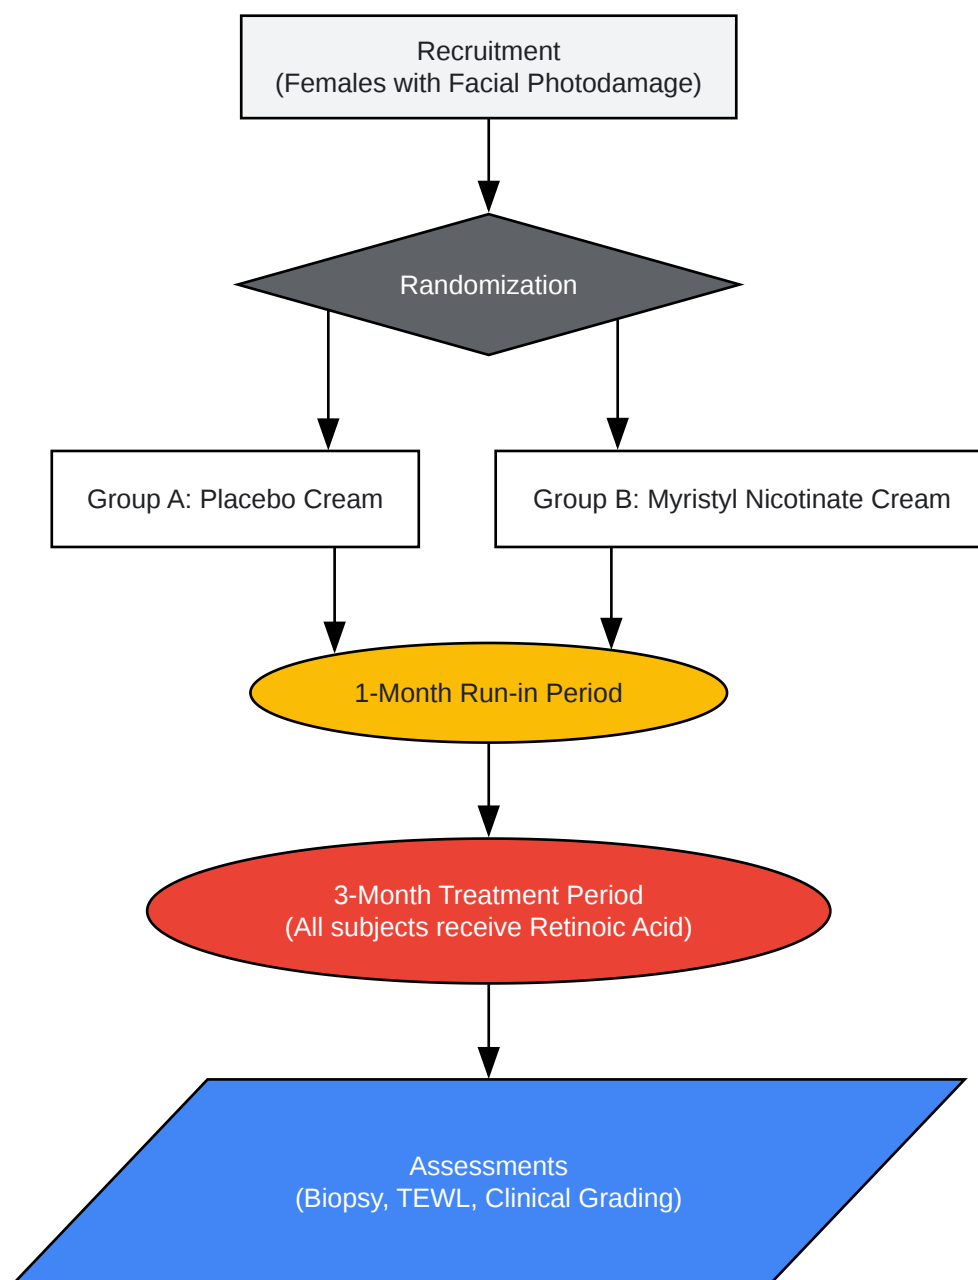 Recruitment
(Females with Facial Photodamage)
Randomization
Group A: Placebo Cream
Group B: Myristyl Nicotinate Cream
1-Month Run-in Period
3-Month Treatment Period
(All subjects receive Retinoic Acid)
Assessments
(Biopsy, TEWL, Clinical Grading)